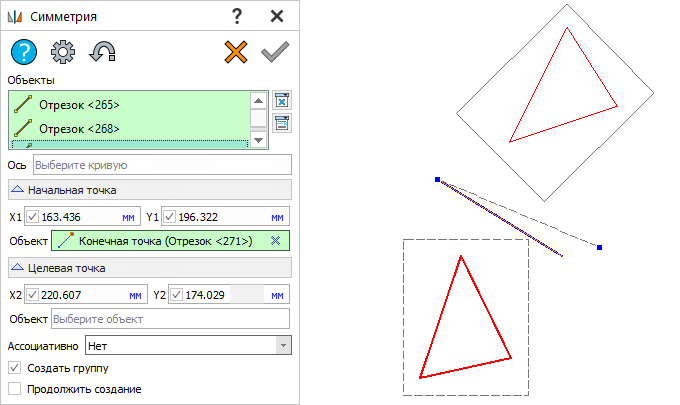 Симметрия ?
?
Объекты
Отрезок <265>
Отрезок <268>
Ось Выберите кривую
Начальная точка
X1 163.436 мм Y1 196.322 мм
Объект Конечная точка (Отрезок <271>)
Целевая точка
X2 220.607 мм Y2 174.029 мм
Объект Выберите объект
Ассоциативно Нет
Создать группу
Продолжить создание